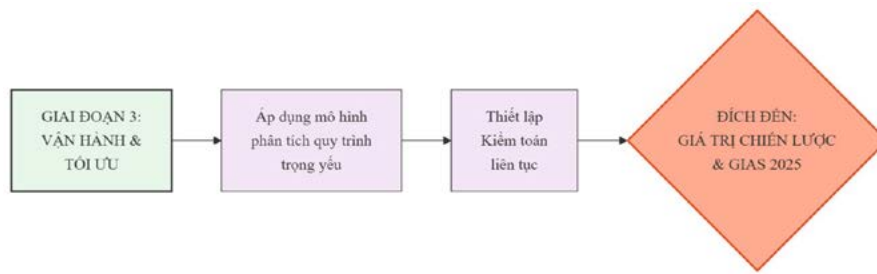 GIAI ĐOẠN 3:
VẬN HÀNH &
TỐI ƯU
Áp dụng mô hình
phân tích quy trình
trọng yếu
Thiết lập
Kiểm toán
liên tục
ĐÍCH ĐẾN:
GIÁ TRỊ CHIẾN LƯỢC
& GIAS 2025